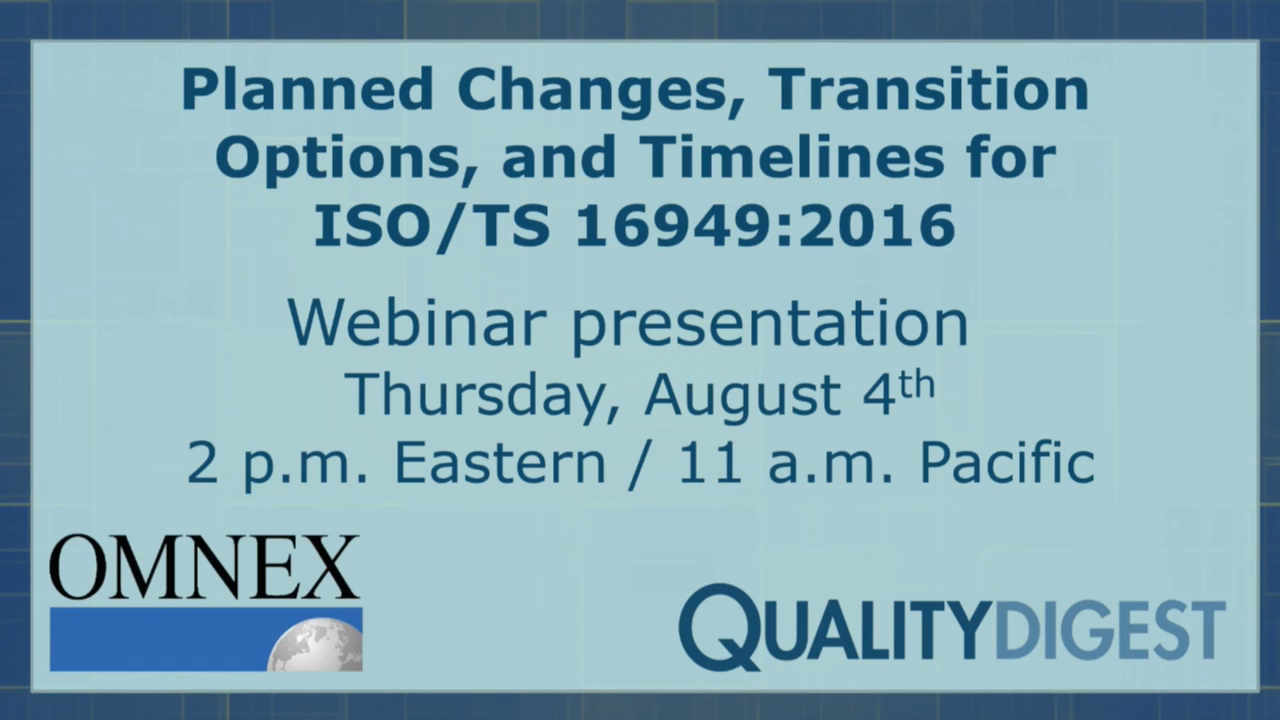 Planned Changes, Transition
Options, and Timelines for
ISO/TS 16949:2016
Webinar presentation
Thursday, August 4th
2 p.m. Eastern / 11 a.m. Pacific
OMNEX
QUALITYDIGEST